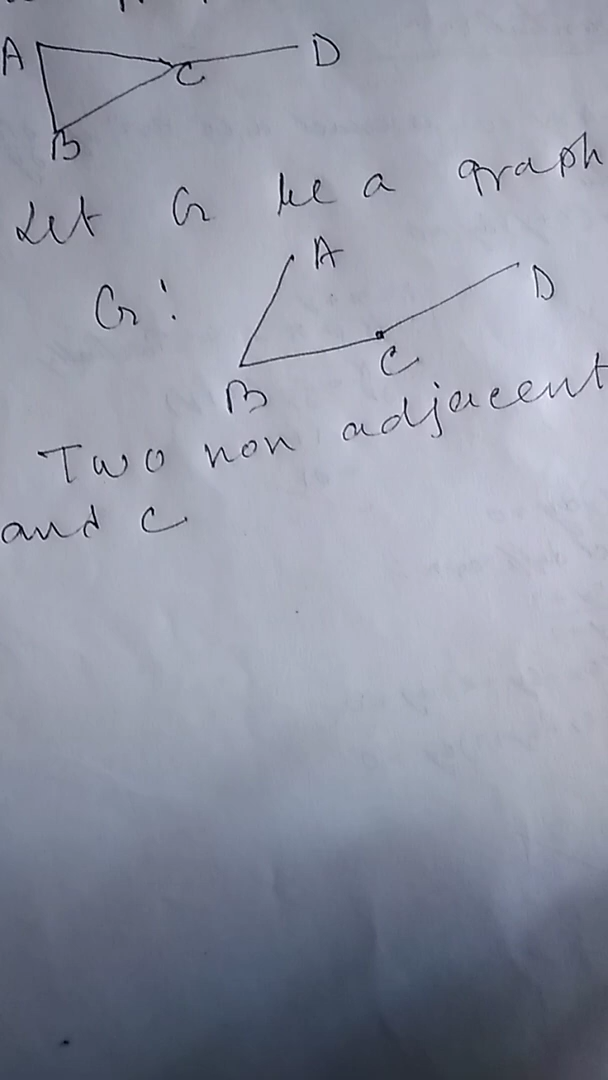 A C D
B
Let G be a graph
G: A
D
B C
Two non adjacent
and C